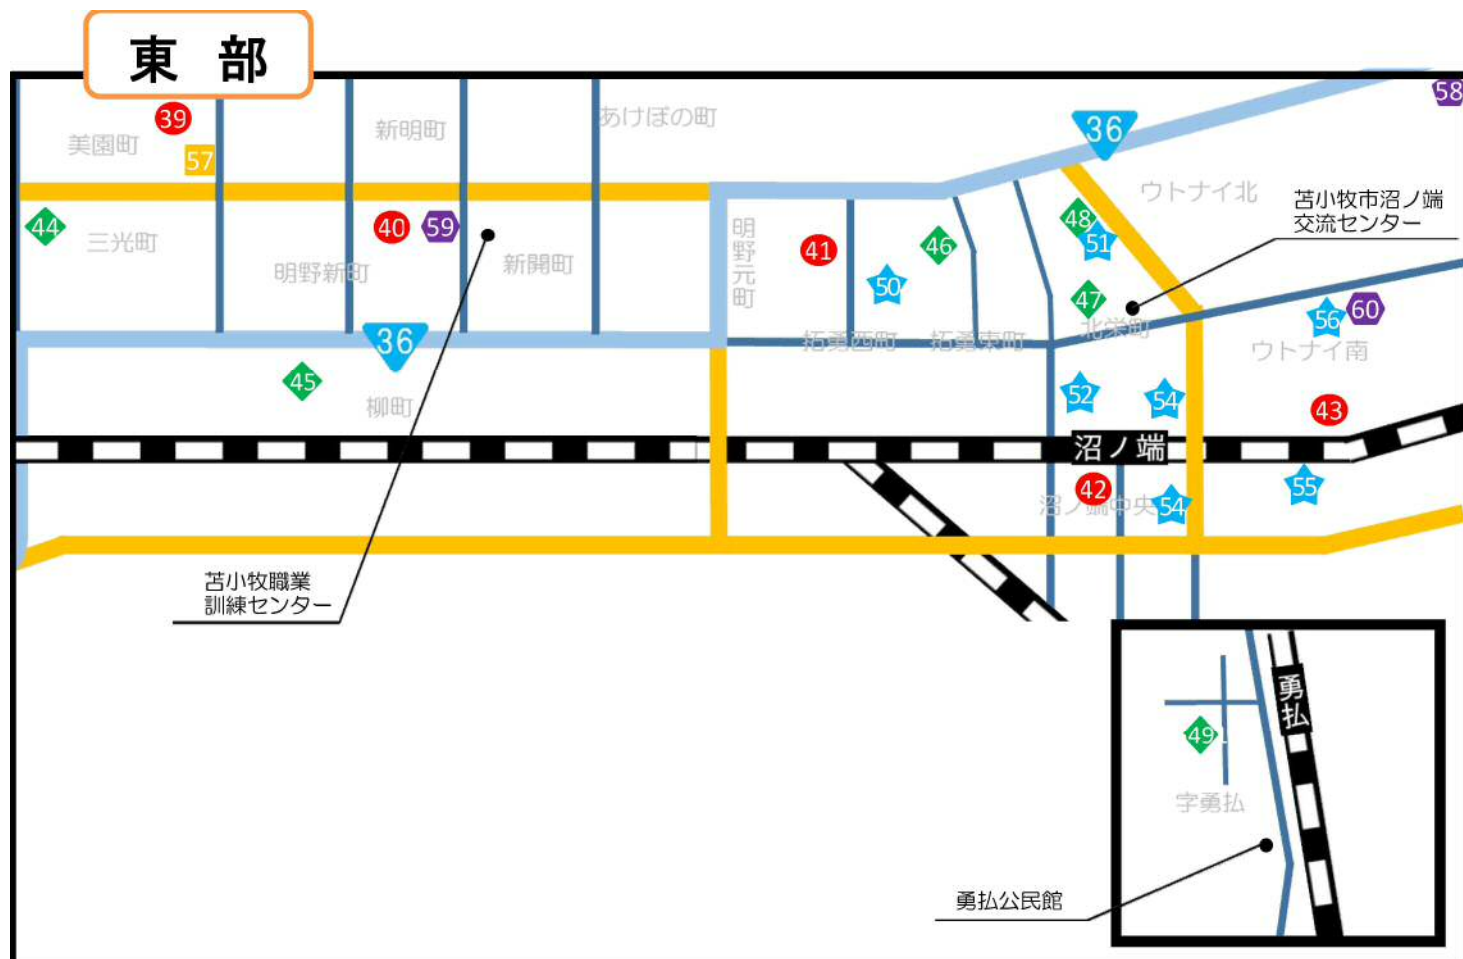 東 部
39
美園町
57
新明町
あけぼの町
36
58
ウトナイ北
苫小牧市沼ノ端
交流センター
44
三光町
40
59
明野新町
新開町
明野元町
41
50
46
48
51
47
北栄町
56
60
ウトナイ南
拓勇西町
拓勇東町
36
45
柳町
52
54
43
沼ノ端
42
沼ノ端中央
54
55
苫小牧職業
訓練センター
勇払
49
字勇払
勇払公民館